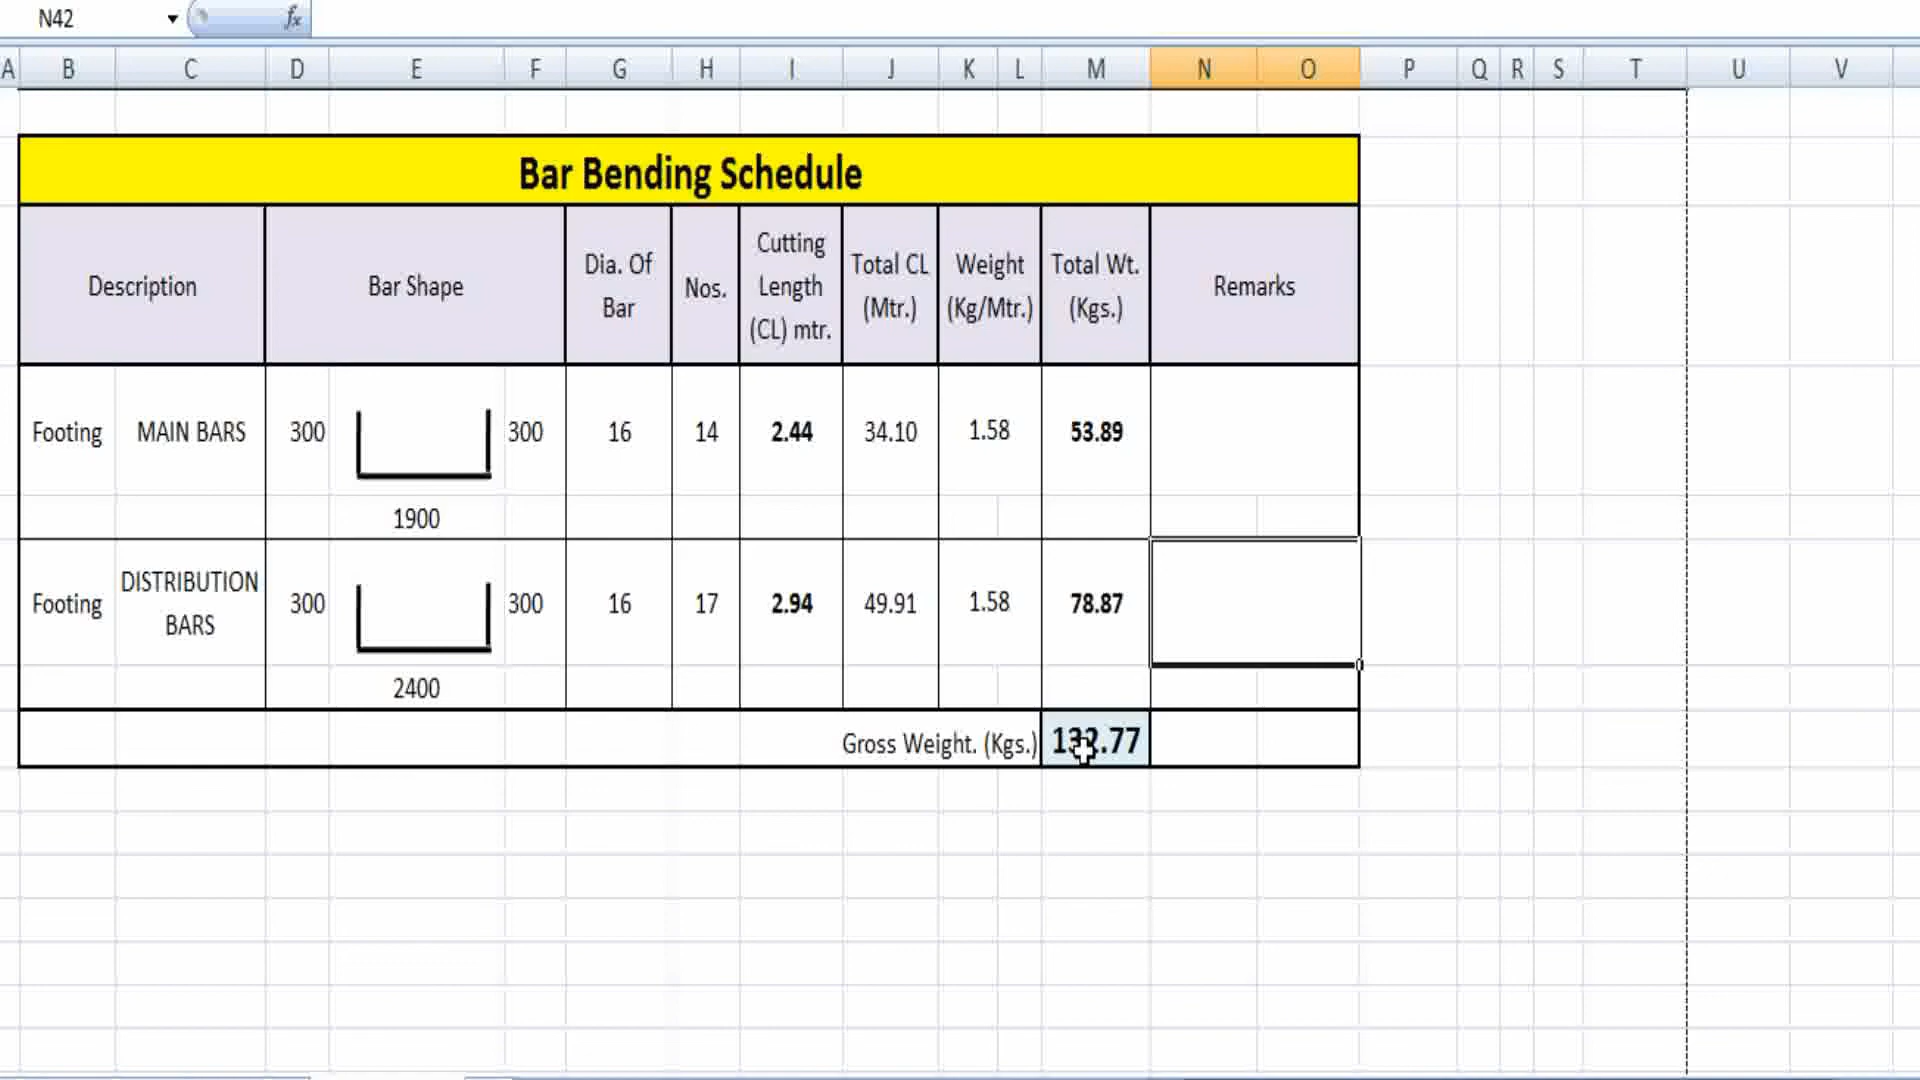 N42
fx
A B C D E F G H I J K L M N O P Q R S T U V
Bar Bending Schedule
Description
Bar Shape
Dia. Of
Bar
Nos.
Cutting
Length
(CL) mtr.
Total CL
(Mtr.)
Weight
(Kg/Mtr.)
Total Wt.
(Kgs.)
Remarks
Footing MAIN BARS 300 300 16 14 2.44 34.10 1.58 53.89
1900
Footing DISTRIBUTION
BARS
300 300 16 17 2.94 49.91 1.58 78.87
2400
Gross Weight. (Kgs.) 132.77